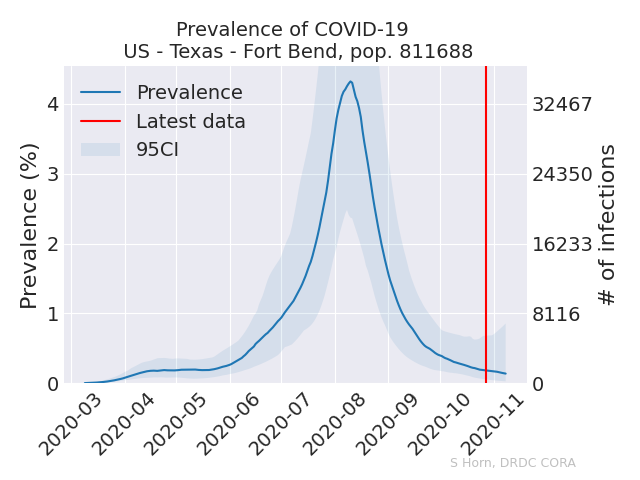 Prevalence of COVID-19
US - Texas - Fort Bend, pop. 811688
Prevalence
Latest data
95CI
Prevalence (%)
4
3
2
1
0
32467
24350
16233
8116
0
# of infections
2020-03
2020-04
2020-05
2020-06
2020-07
2020-08
2020-09
2020-10
2020-11
S Horn, DRDC CORA